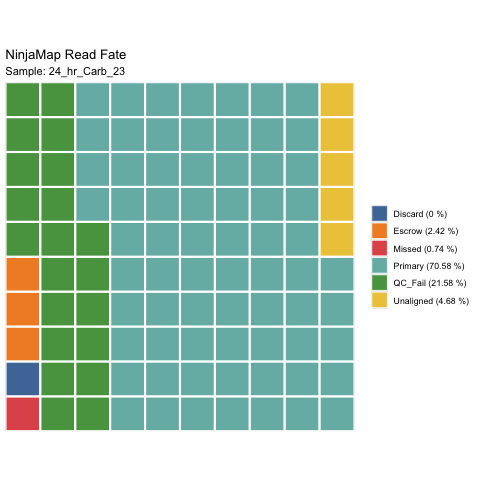 NinjaMap Read Fate
Sample: 24_hr_Carb_23
Discard (0 %)
Escrow (2.42 %)
Missed (0.74 %)
Primary (70.58 %)
QC_Fail (21.58 %)
Unaligned (4.68 %)